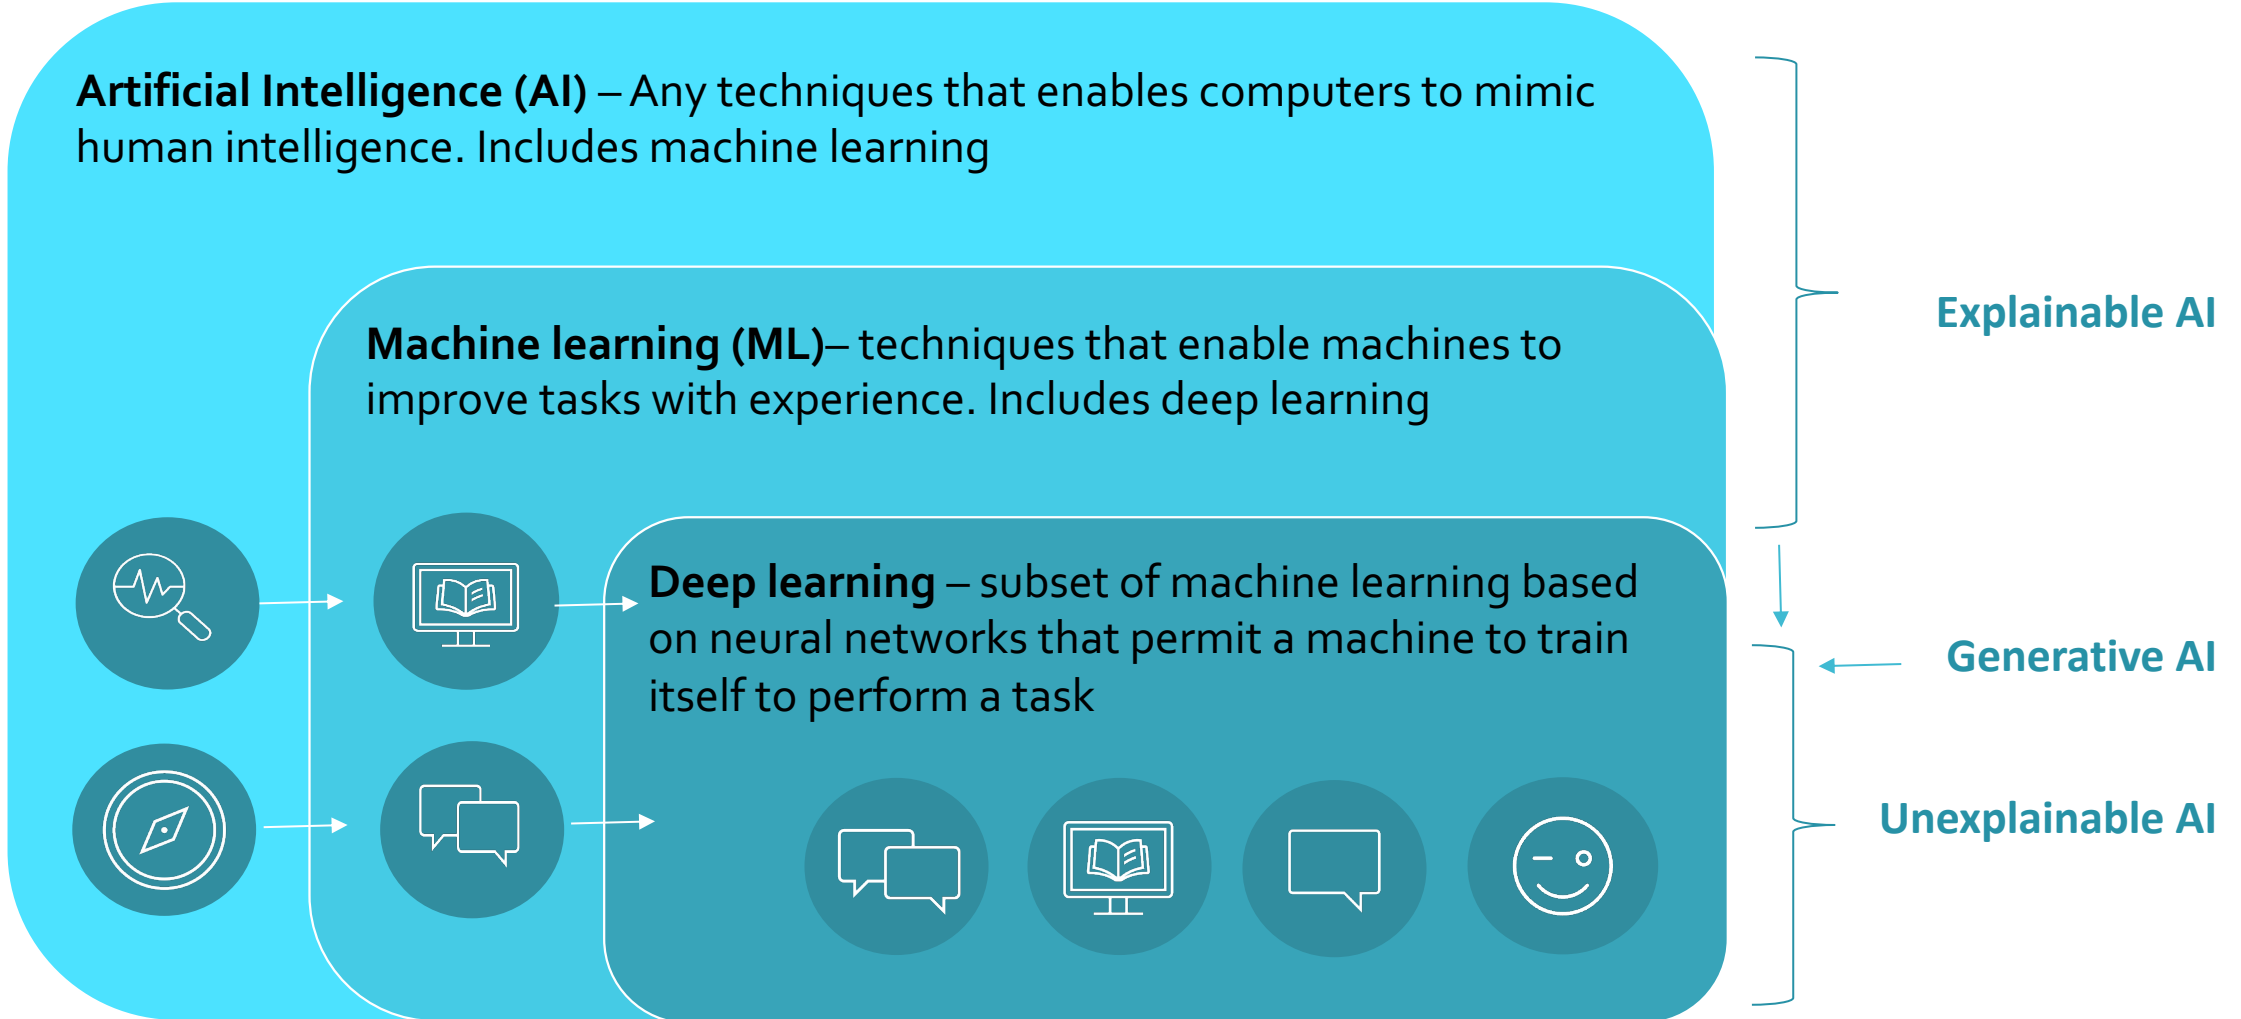 Artificial Intelligence (AI) – Any techniques that enables computers to mimic
human intelligence. Includes machine learning
Explainable AI
Machine learning (ML)– techniques that enable machines to
improve tasks with experience. Includes deep learning
Deep learning – subset of machine learning based
on neural networks that permit a machine to train
itself to perform a task
Generative AI
Unexplainable AI